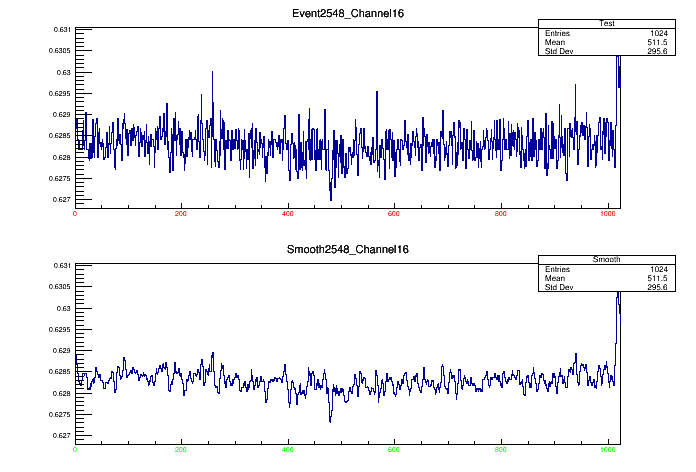 Event2548_Channel16
Test
Entries 1024
Mean 511.5
Std Dev 295.6
0.631
0.6305
0.63
0.6295
0.629
0.6285
0.628
0.6275
0.627
0 200 400 600 800 1000
Smooth2548_Channel16
Smooth
Entries 1024
Mean 511.5
Std Dev 295.6
0.631
0.6305
0.63
0.6295
0.629
0.6285
0.628
0.6275
0.627
0 200 400 600 800 1000